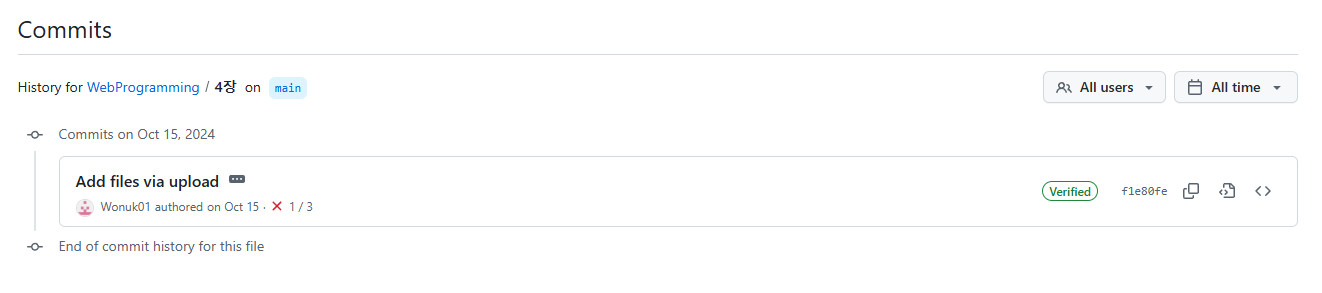 Commits
History for WebProgramming / 4장 on main
All users
All time
Commits on Oct 15, 2024
Add files via upload
Verified
f1e80fe
Wonuk01 authored on Oct 15 · 1 / 3
End of commit history for this file